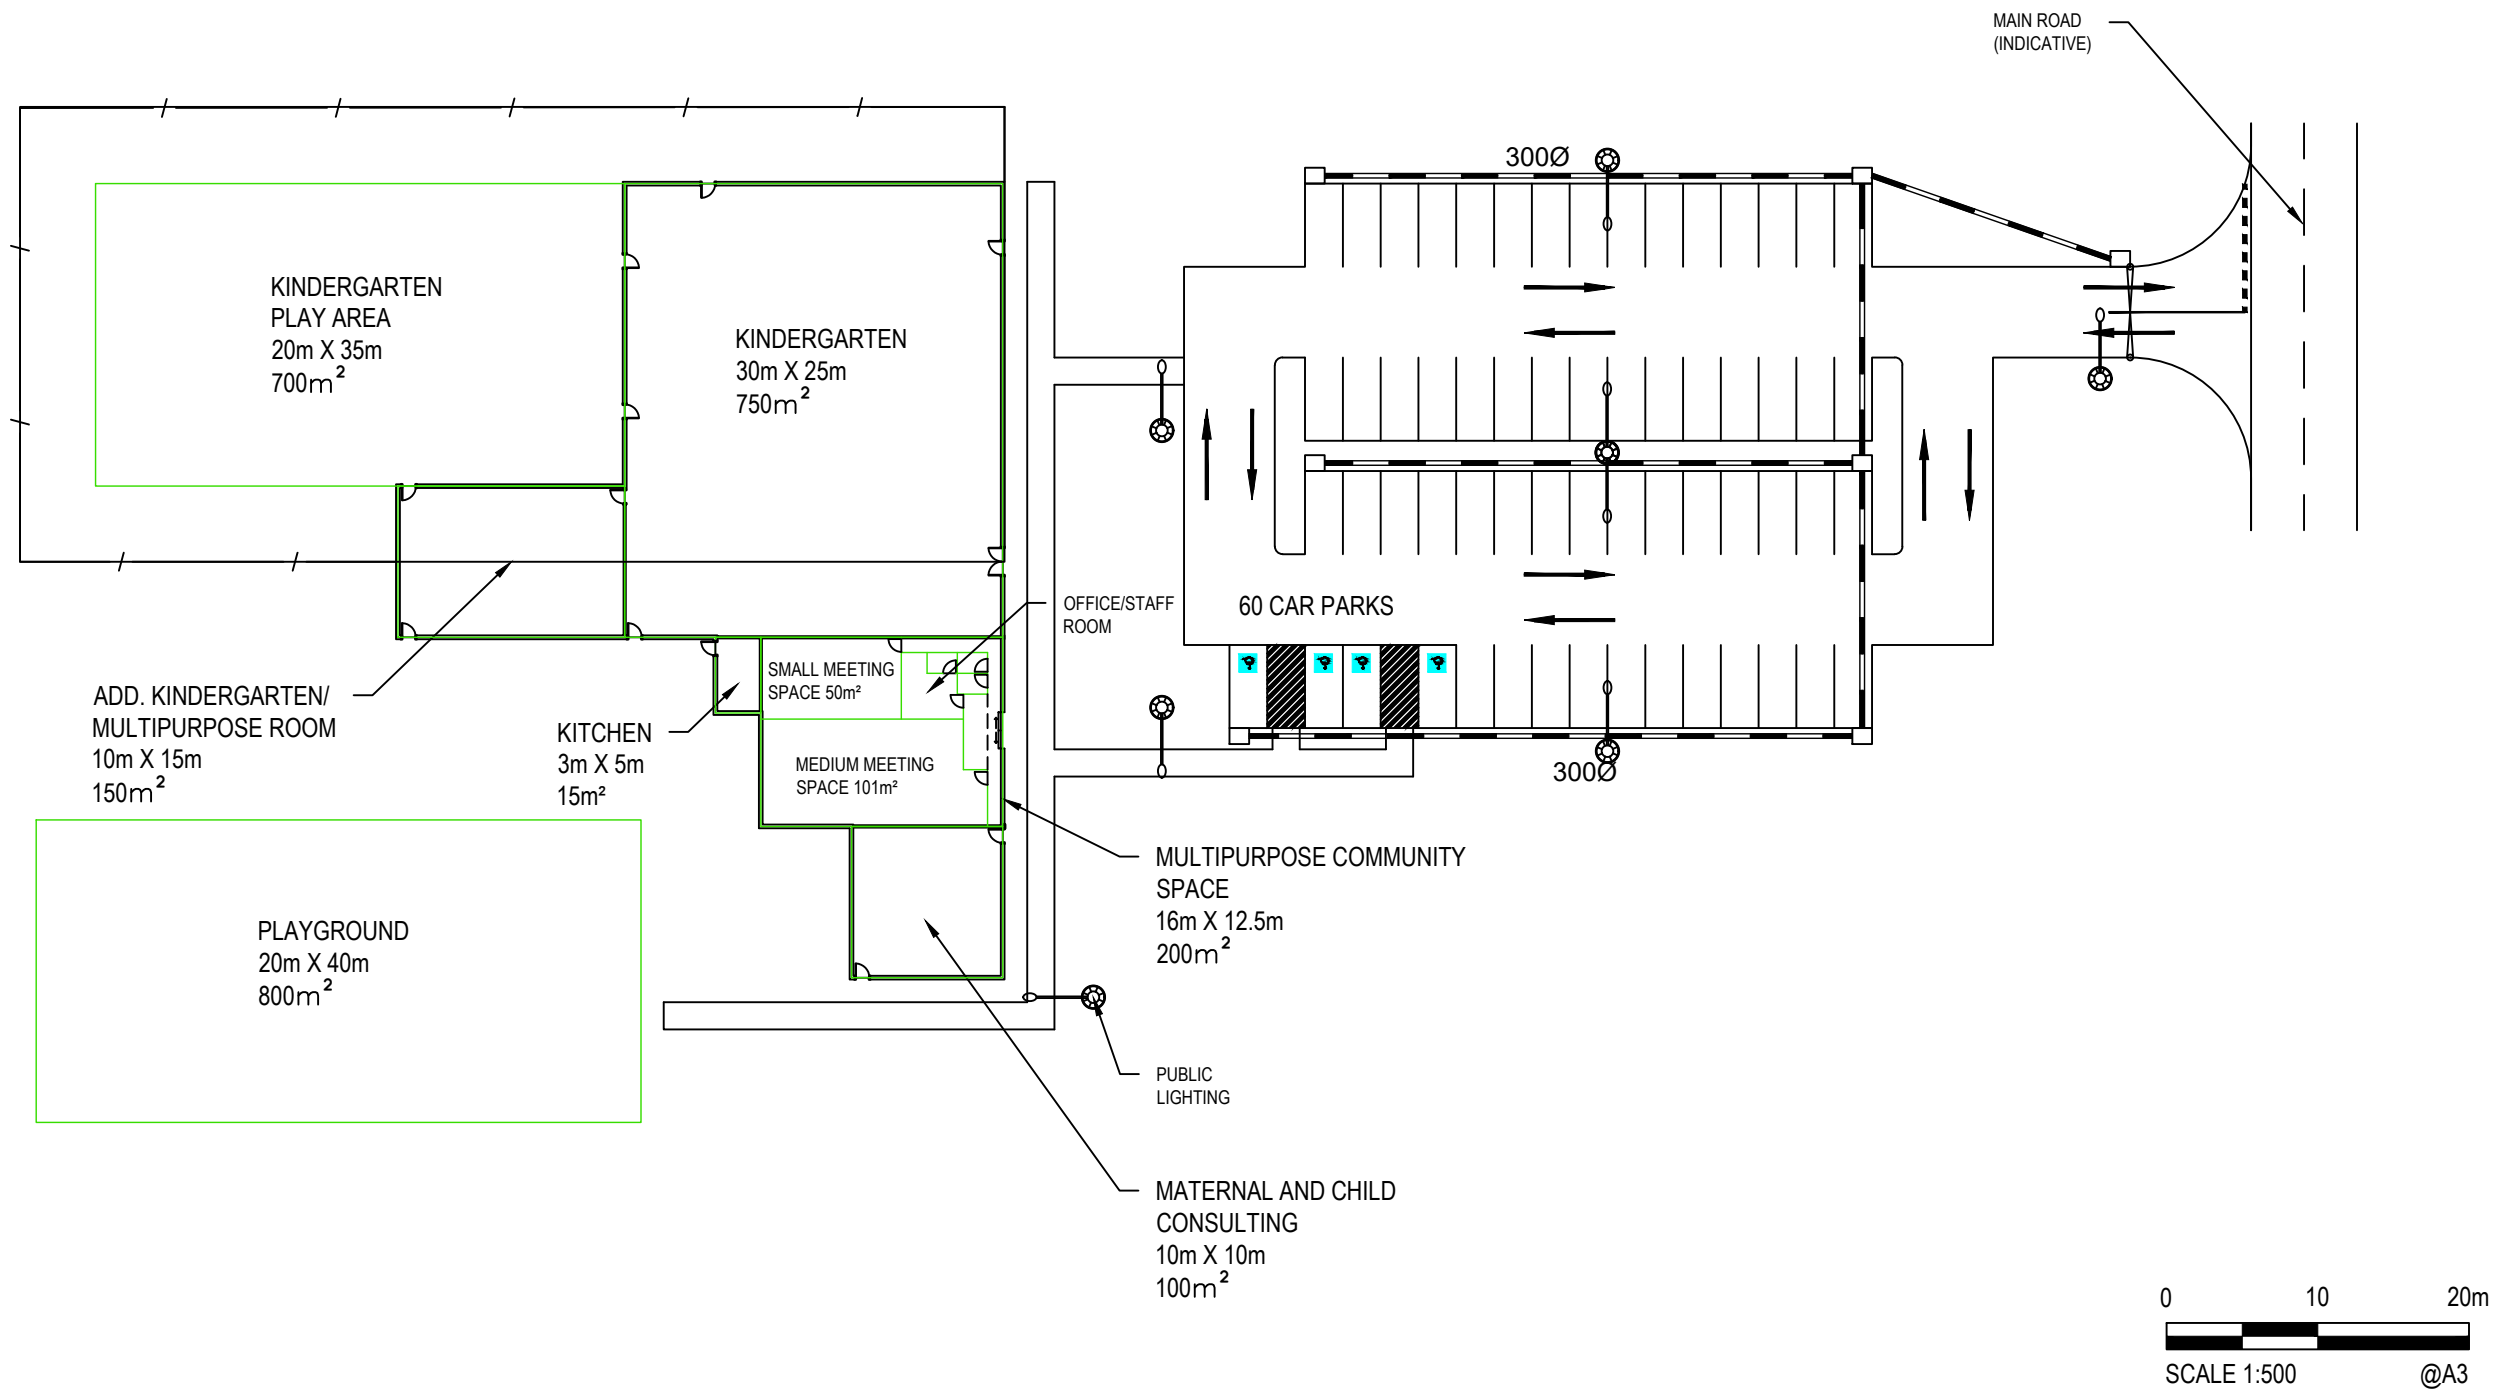 MAIN ROAD
(INDICATIVE)
300Ø
KINDERGARTEN
PLAY AREA
20m X 35m
700m²
KINDERGARTEN
30m X 25m
750m²
OFFICE/STAFF
ROOM
60 CAR PARKS
SMALL MEETING
SPACE 50m²
ADD. KINDERGARTEN/
MULTIPURPOSE ROOM
10m X 15m
150m²
KITCHEN
3m X 5m
15m²
MEDIUM MEETING
SPACE 101m²
300Ø
MULTIPURPOSE COMMUNITY
SPACE
16m X 12.5m
200m²
PLAYGROUND
20m X 40m
800m²
PUBLIC
LIGHTING
MATERNAL AND CHILD
CONSULTING
10m X 10m
100m²
0 10 20m
SCALE 1:500 @A3